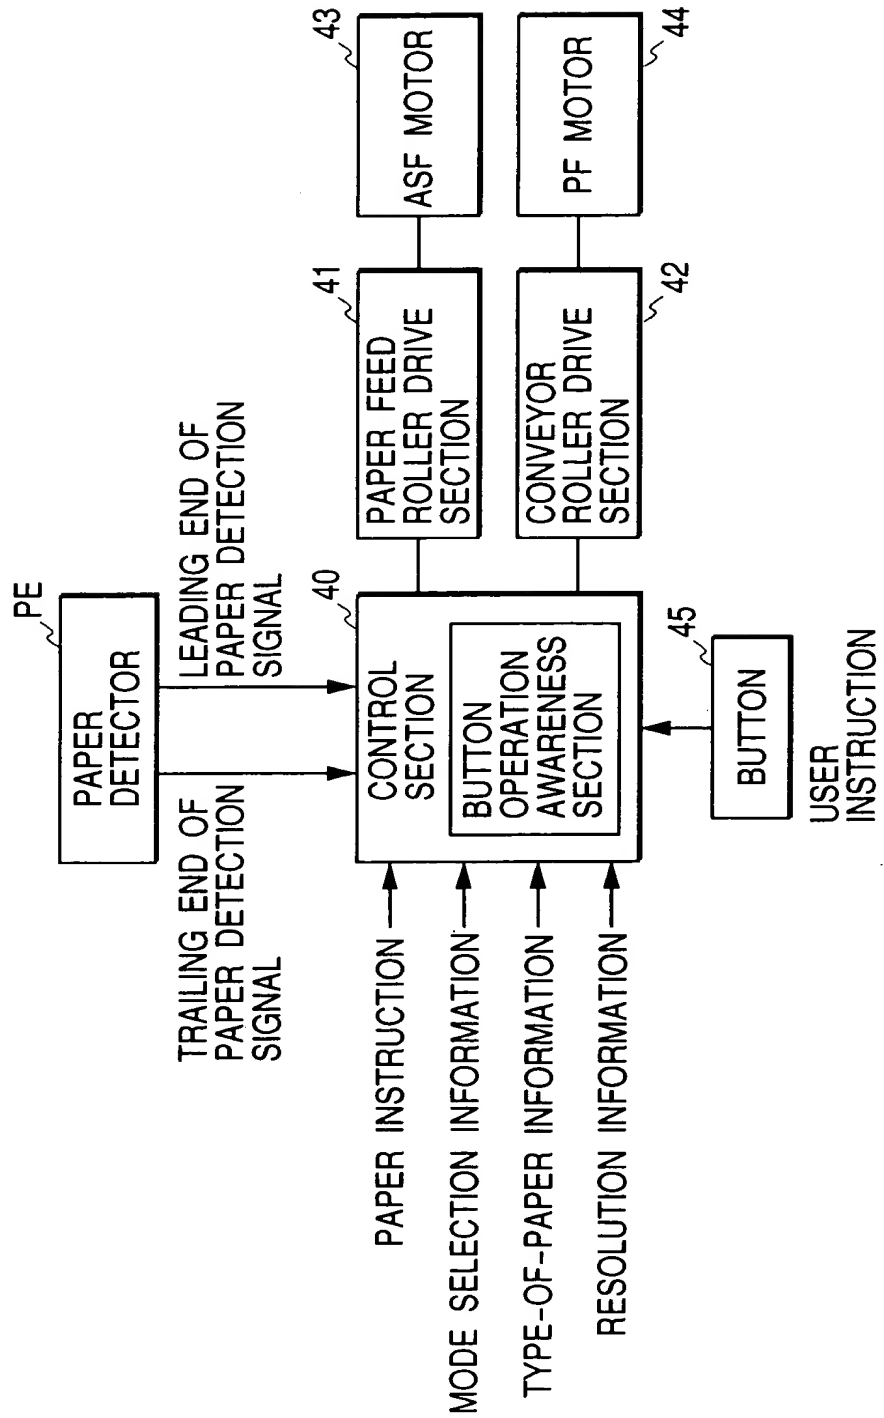 PE
PAPER
DETECTOR
TRAILING END OF
PAPER DETECTION
SIGNAL
LEADING END OF
PAPER DETECTION
SIGNAL
PAPER INSTRUCTION
MODE SELECTION INFORMATION
TYPE-OF-PAPER INFORMATION
RESOLUTION INFORMATION
40
CONTROL
SECTION
BUTTON
OPERATION
AWARENESS
SECTION
41
PAPER FEED
ROLLER DRIVE
SECTION
43
ASF MOTOR
CONVEYOR
ROLLER DRIVE
SECTION
42
PF MOTOR
44
45
BUTTON
USER
INSTRUCTION